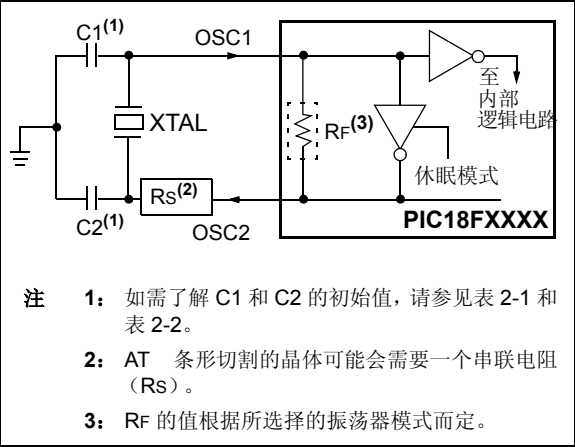 C1(1)
OSC1
至
内部
逻辑电路
XTAL
RF(3)
休眠模式
RS(2)
C2(1)
OSC2
PIC18FXXXX
注 1： 如需了解 C1 和 C2 的初始值，请参见表 2-1 和
表 2-2。
2： AT 条形切割的晶体可能会需要一个串联电阻
（RS）。
3： RF 的值根据所选择的振荡器模式而定。